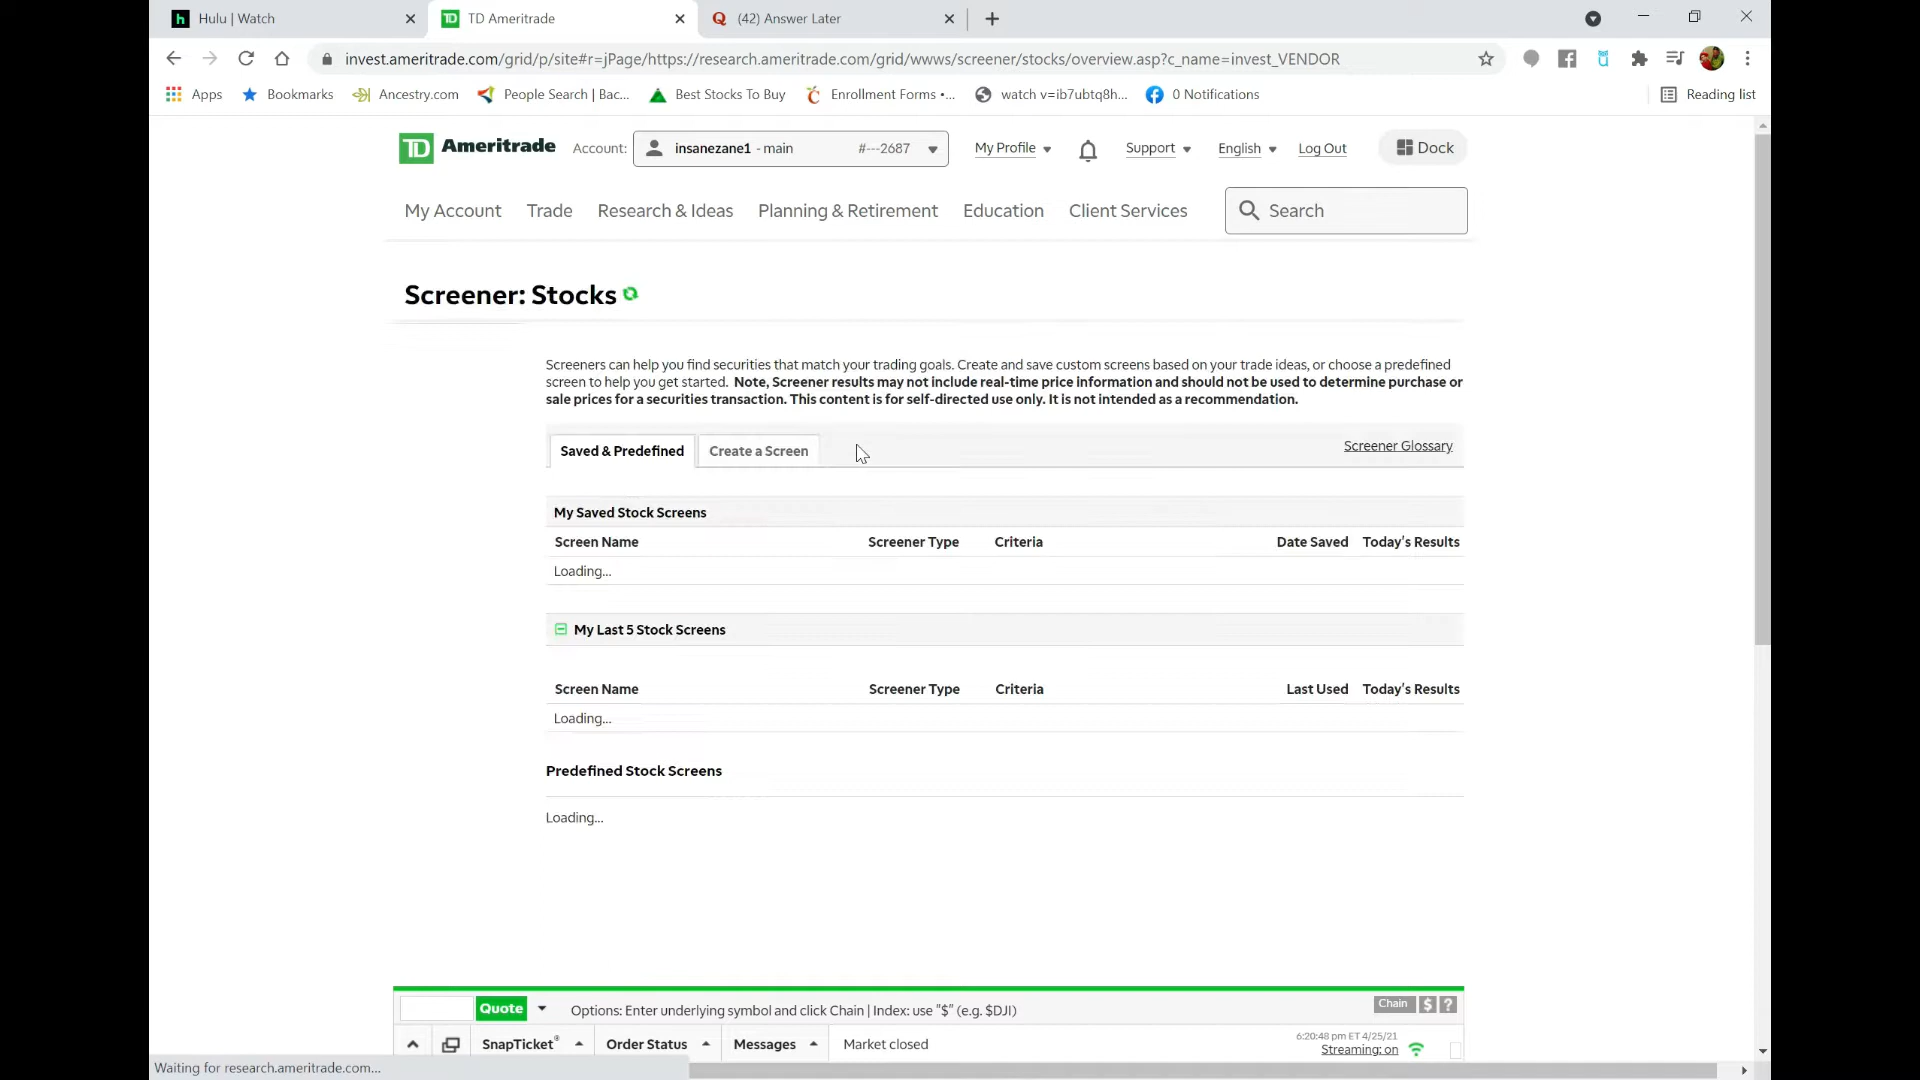 Hulu | Watch
TD Ameritrade
(42) Answer Later
invest.ameritrade.com/grid/p/site#r=jPage/https://research.ameritrade.com/grid/wwws/screener/stocks/overview.asp?c_name=invest_VENDOR
Apps
Bookmarks
Ancestry.com
People Search | Bac...
Best Stocks To Buy
Enrollment Forms •...
watch v=ib7ubtq8h...
0 Notifications
Reading list
TD Ameritrade
Account:
insanezane1 - main #---2687
My Profile
Support
English
Log Out
Dock
My Account
Trade
Research & Ideas
Planning & Retirement
Education
Client Services
Search
Screener: Stocks
Screeners can help you find securities that match your trading goals. Create and save custom screens based on your trade ideas, or choose a predefined
screen to help you get started. Note, Screener results may not include real-time price information and should not be used to determine purchase or
sale prices for a securities transaction. This content is for self-directed use only. It is not intended as a recommendation.
Saved & Predefined
Create a Screen
Screener Glossary
My Saved Stock Screens
Screen Name Screener Type Criteria Date Saved Today's Results
Loading...
My Last 5 Stock Screens
Screen Name Screener Type Criteria Last Used Today's Results
Loading...
Predefined Stock Screens
Loading...
Quote
Options: Enter underlying symbol and click Chain | Index: use "$" (e.g. $DJI)
Chain $ ?
SnapTicket®
Order Status
Messages
Market closed
6:20:48 pm ET 4/25/21
Streaming: on
Waiting for research.ameritrade.com...